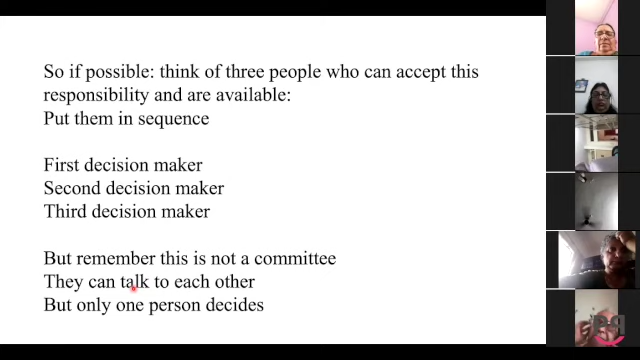 So if possible: think of three people who can accept this
responsibility and are available:
Put them in sequence
First decision maker
Second decision maker
Third decision maker
But remember this is not a committee
They can talk to each other
But only one person decides